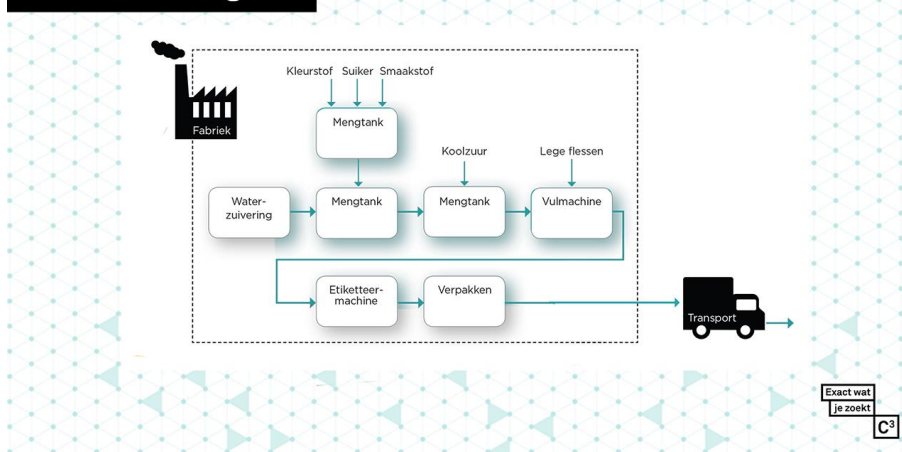 Kleurstof Suiker Smaakstof
Fabriek
Mengtank
Koolzuur
Lege flessen
Water-
zuivering
Mengtank
Mengtank
Vulmachine
Etiketteer-
machine
Verpakken
Transport
Exact wat
je zoekt
C³